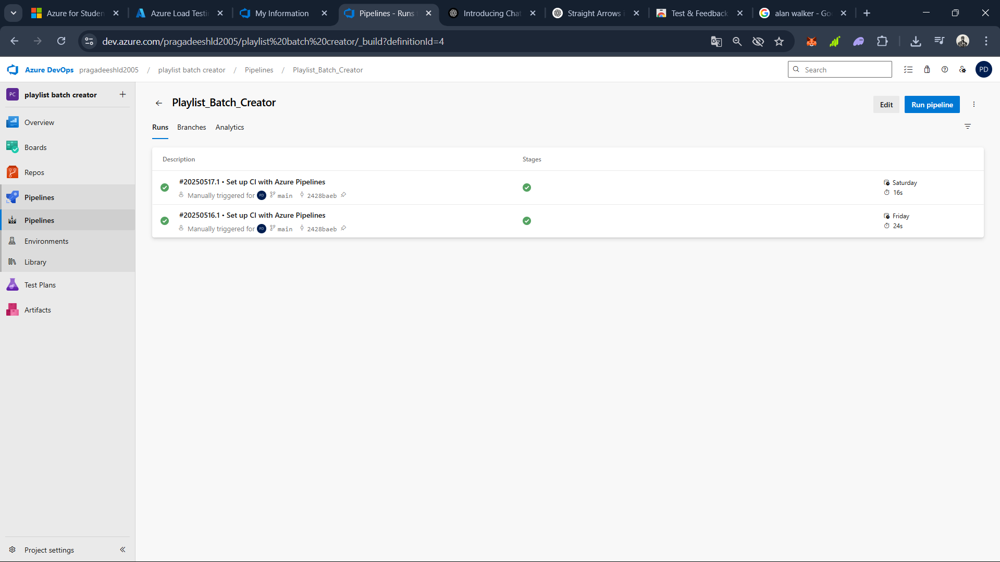 Azure for Studen
Azure Load Testi
My Information
Pipelines - Runs
Introducing Chat
Straight Arrows i
Test & Feedback
alan walker - Goo
dev.azure.com/pragadeeshld2005/playlist%20batch%20creator/_build?definitionId=4
Azure DevOps pragadeeshld2005 / playlist batch creator / Pipelines / Playlist_Batch_Creator
Search
PD
PC playlist batch creator
Overview
Boards
Repos
Pipelines
Pipelines
Environments
Library
Test Plans
Artifacts
Project settings
Playlist_Batch_Creator
Edit
Run pipeline
Runs Branches Analytics
Description Stages
#20250517.1 • Set up CI with Azure Pipelines
Manually triggered for PD main 2428baeb
Saturday
16s
#20250516.1 • Set up CI with Azure Pipelines
Manually triggered for PD main 2428baeb
Friday
24s